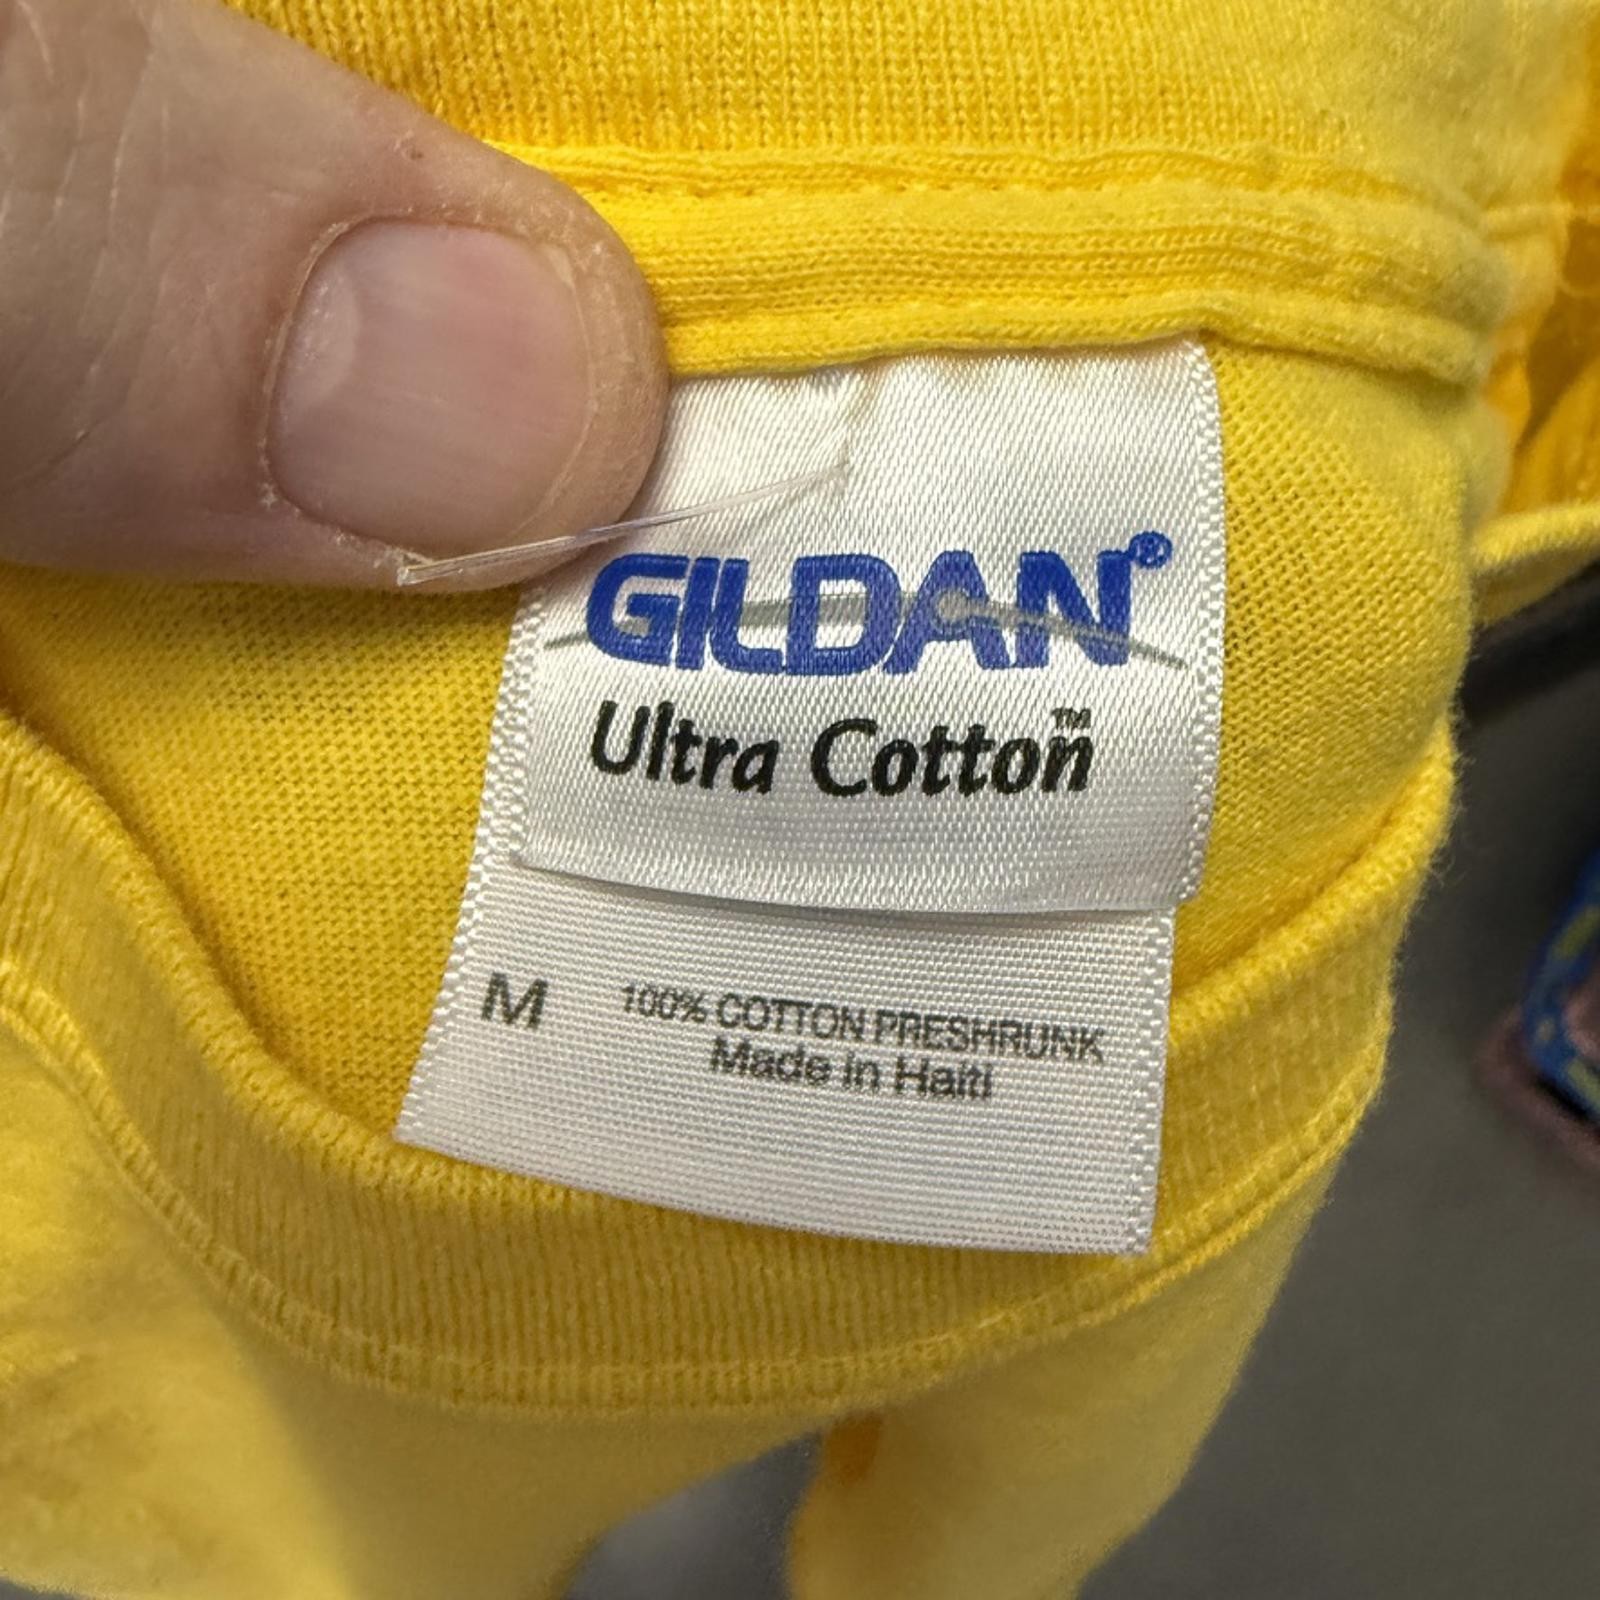 GILDAN®
Ultra Cotton™
M 100% COTTON PRESHRUNK
Made in Haiti